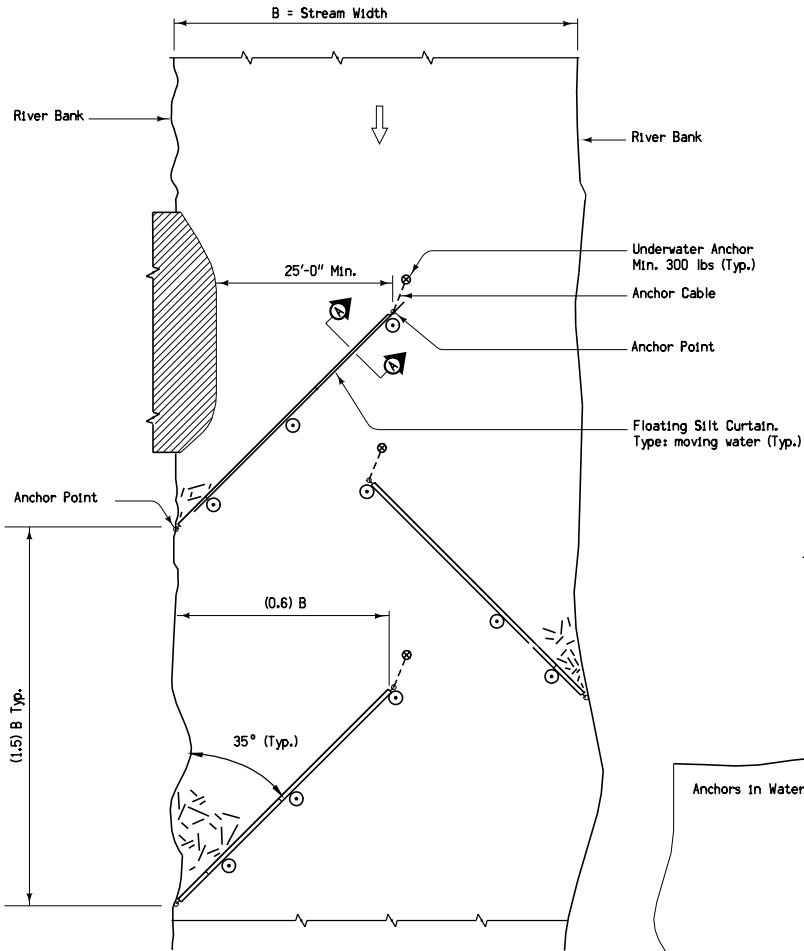 B = Stream Width
River Bank
River Bank
25'-0" Min.
Underwater Anchor
Min. 300 lbs (Typ.)
Anchor Cable
A
A
Anchor Point
Floating Silt Curtain.
Type: moving water (Typ.)
Anchor Point
(0.6) B
(1.5) B Typ.
35° (Typ.)
Anchors in Water